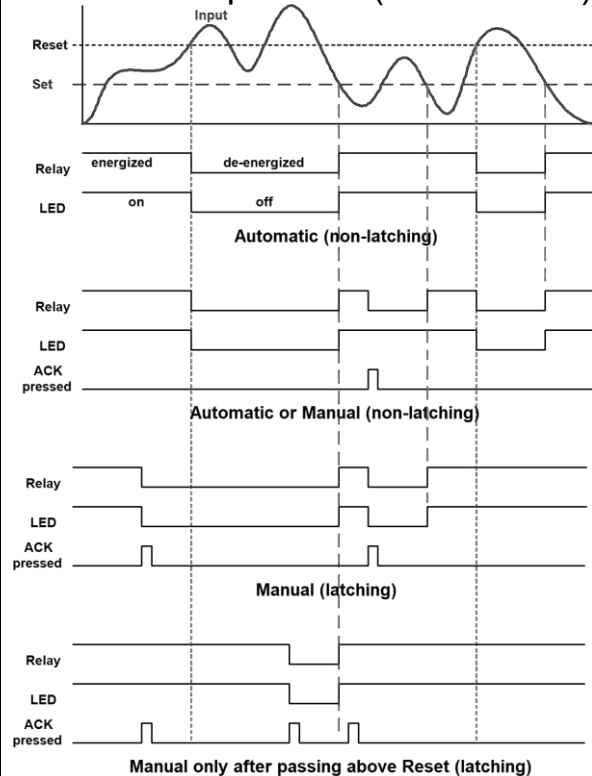 Input
Reset
Set
Relay energized de-energized
LED on off
Automatic (non-latching)
Relay
LED
ACK
pressed
Automatic or Manual (non-latching)
Relay
LED
ACK
pressed
Manual (latching)
Relay
LED
ACK
pressed
Manual only after passing above Reset (latching)